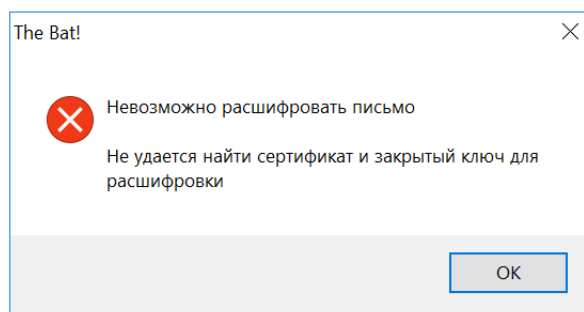 The Bat!
Невозможно расшифровать письмо
Не удается найти сертификат и закрытый ключ для
расшифровки
OK